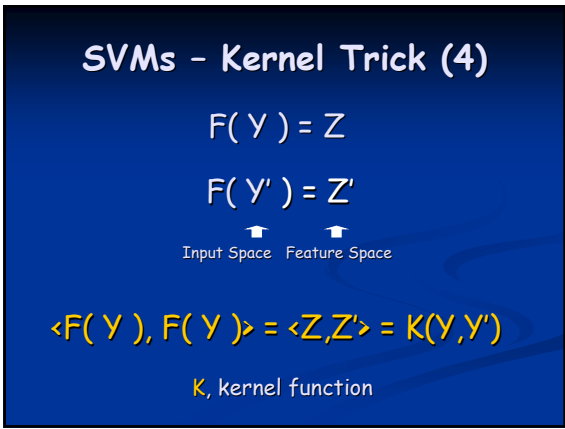 SVMs – Kernel Trick (4)
F( Y ) = Z
F( Y' ) = Z'
Input Space Feature Space
<F( Y ), F( Y )> = <Z,Z'> = K(Y,Y')
K, kernel function